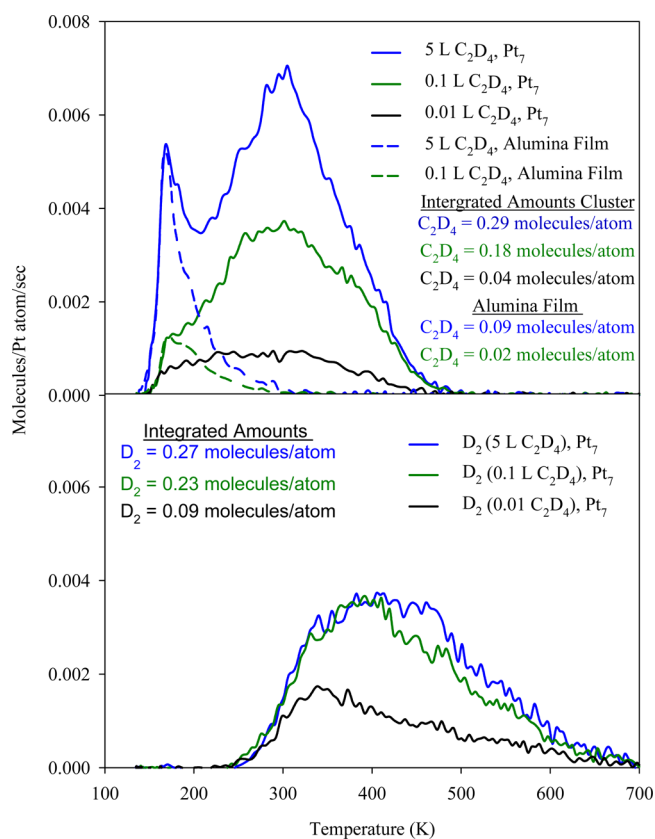 0.008
0.006
0.004
0.002
0.000
5 L C₂D₄, Pt₇
0.1 L C₂D₄, Pt₇
0.01 L C₂D₄, Pt₇
5 L C₂D₄, Alumina Film
0.1 L C₂D₄, Alumina Film
Intergrated Amounts Cluster
C₂D₄ = 0.29 molecules/atom
C₂D₄ = 0.18 molecules/atom
C₂D₄ = 0.04 molecules/atom
Alumina Film
C₂D₄ = 0.09 molecules/atom
C₂D₄ = 0.02 molecules/atom
Molecules/Pt atom/sec
Integrated Amounts
D₂ = 0.27 molecules/atom
D₂ = 0.23 molecules/atom
D₂ = 0.09 molecules/atom
D₂ (5 L C₂D₄), Pt₇
D₂ (0.1 L C₂D₄), Pt₇
D₂ (0.01 C₂D₄), Pt₇
0.006
0.004
0.002
0.000
100 200 300 400 500 600 700
Temperature (K)